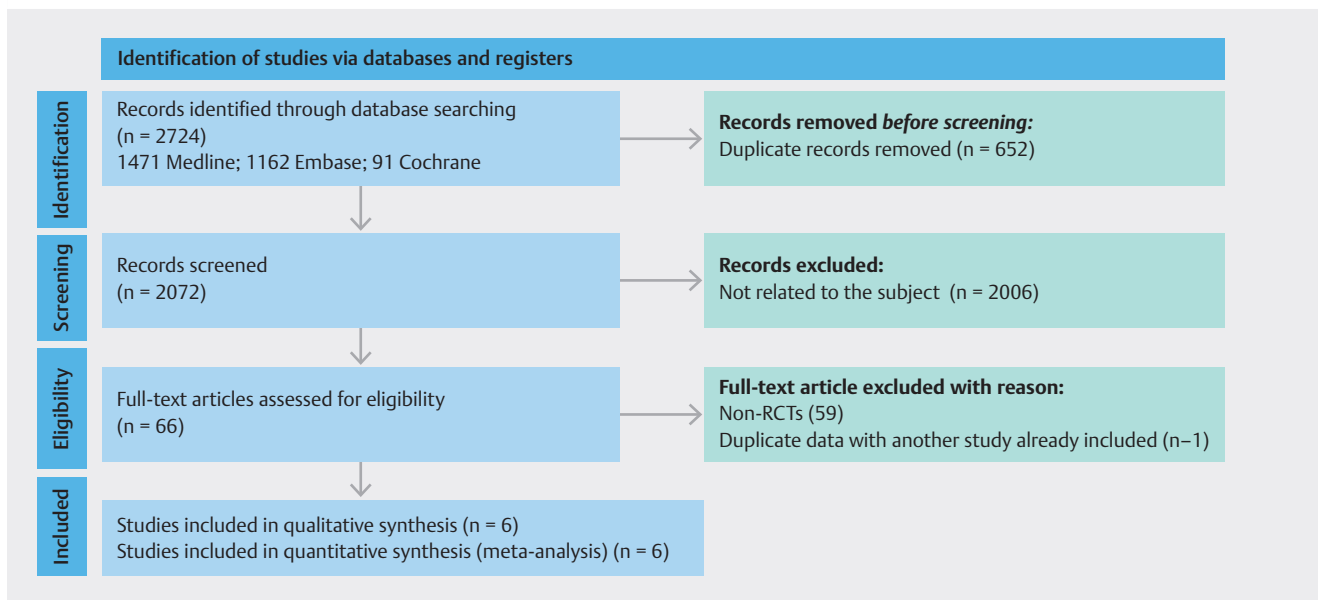 Identification of studies via databases and registers
Identification
Records identified through database searching
(n = 2724)
1471 Medline; 1162 Embase; 91 Cochrane
Records removed before screening:
Duplicate records removed (n = 652)
Screening
Records screened
(n = 2072)
Records excluded:
Not related to the subject (n = 2006)
Eligibility
Full-text articles assessed for eligibility
(n = 66)
Full-text article excluded with reason:
Non-RCTs (59)
Duplicate data with another study already included (n–1)
Included
Studies included in qualitative synthesis (n = 6)
Studies included in quantitative synthesis (meta-analysis) (n = 6)